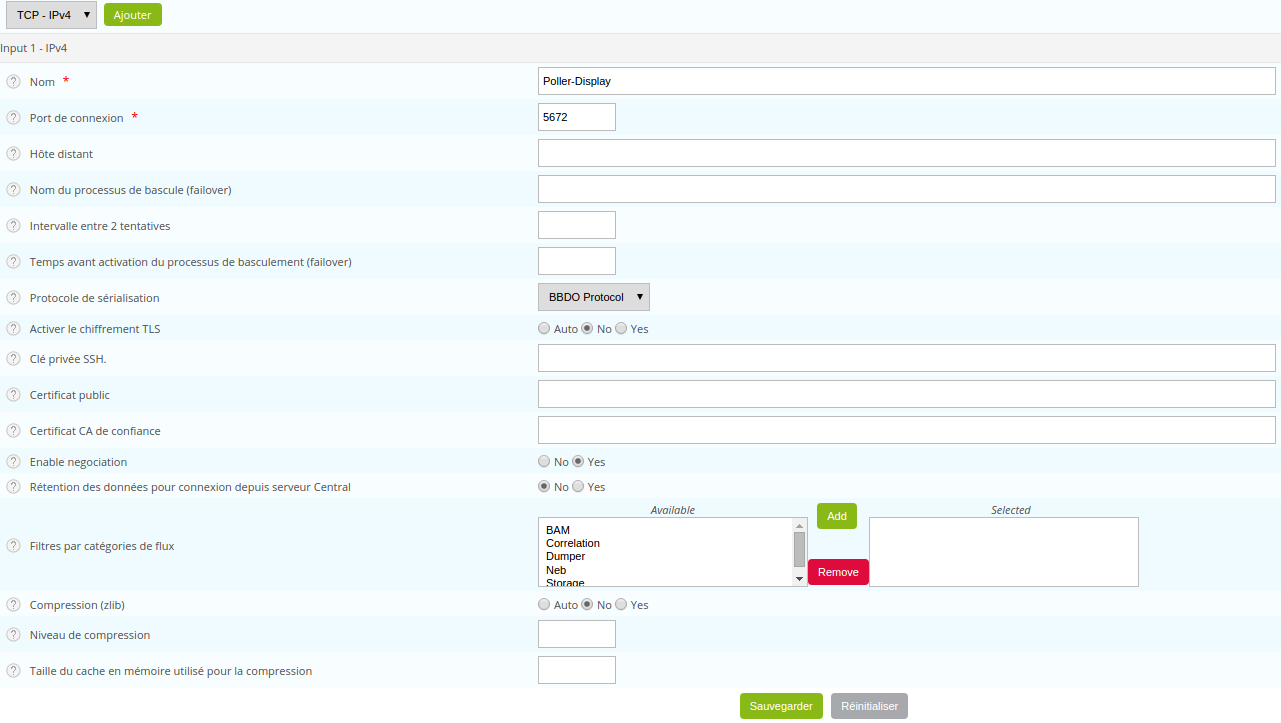 TCP - IPv4 Ajouter
Input 1 - IPv4
Nom * Poller-Display
Port de connexion * 5672
Hôte distant
Nom du processus de bascule (failover)
Intervalle entre 2 tentatives
Temps avant activation du processus de basculement (failover)
Protocole de sérialisation BBDO Protocol
Activer le chiffrement TLS Auto No Yes
Clé privée SSH.
Certificat public
Certificat CA de confiance
Enable negociation No Yes
Rétention des données pour connexion depuis serveur Central No Yes
Available Add Selected
Filtres par catégories de flux
BAM
Correlation
Dumper
Neb
Storage
Remove
Compression (zlib) Auto No Yes
Niveau de compression
Taille du cache en mémoire utilisé pour la compression
Sauvegarder Réinitialiser